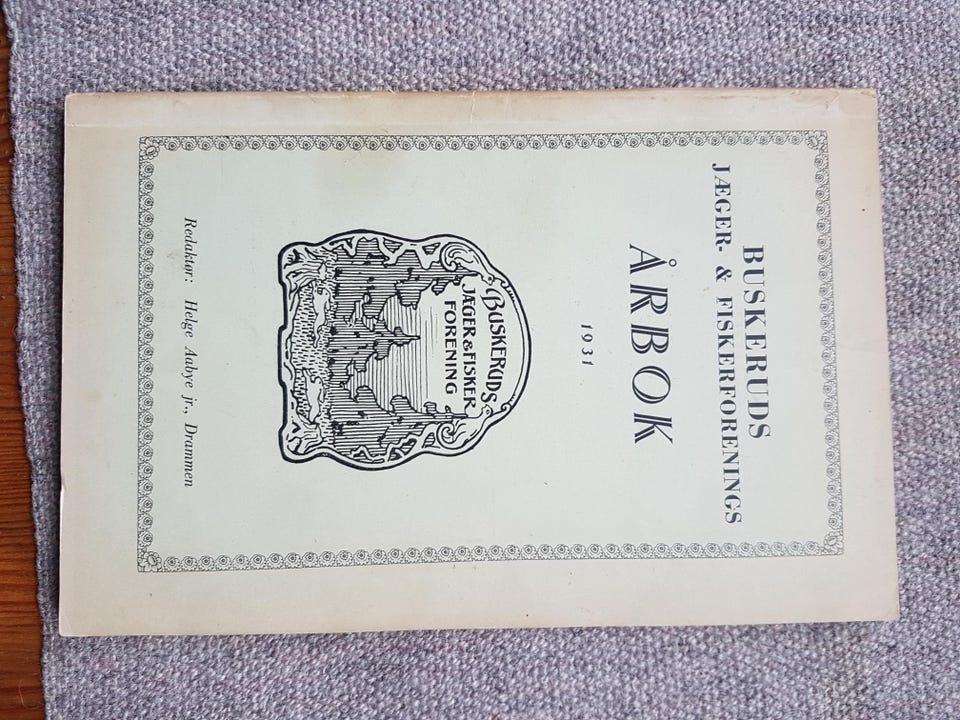 BUSKERUDS
JÆGER- & FISKERFORENINGS
ÅRBOK
1931
BUSKERUDS
JÆGER & FISKER
FORENING
Redaktør: Helge Aabye jr., Drammen